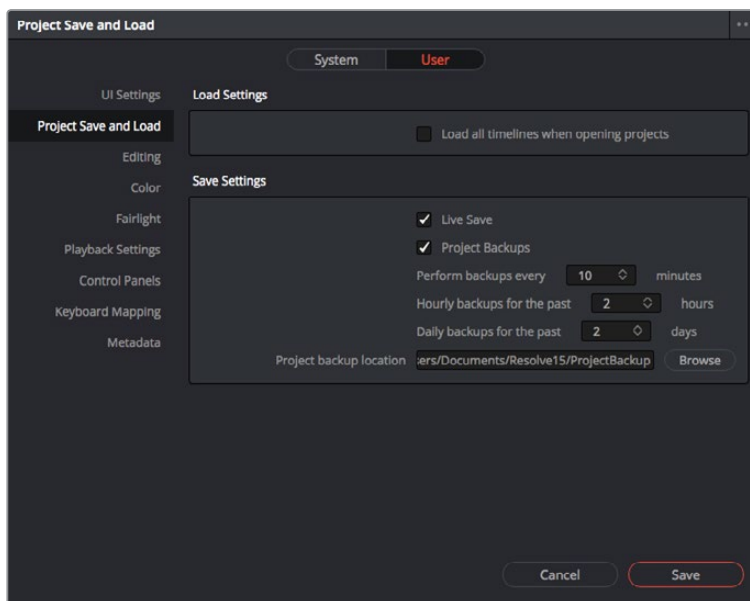 Project Save and Load
System User
UI Settings
Project Save and Load
Editing
Color
Fairlight
Playback Settings
Control Panels
Keyboard Mapping
Metadata
Load Settings
Load all timelines when opening projects
Save Settings
Live Save
Project Backups
Perform backups every 10 minutes
Hourly backups for the past 2 hours
Daily backups for the past 2 days
Project backup location ers/Documents/Resolve15/ProjectBackup Browse
Cancel Save